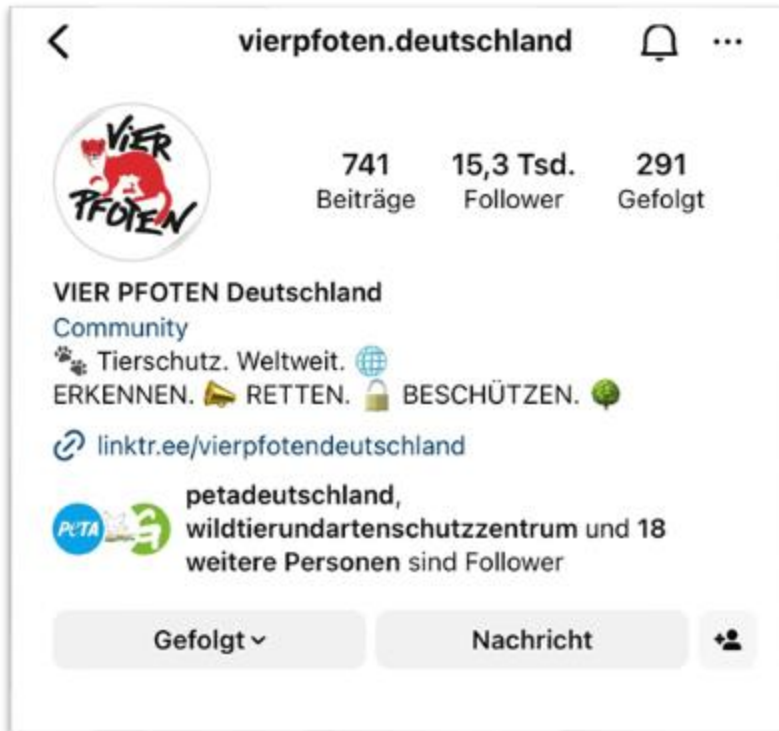 vierpfoten.deutschland
ViER
PFOTEN
741
15,3 Tsd.
291
Beiträge
Follower
Gefolgt
VIER PFOTEN Deutschland
Community
Tierschutz. Weltweit.
ERKENNEN. RETTEN. BESCHÜTZEN.
linktr.ee/vierpfotendeutschland
PeTA
petadeutschland,
wildtierundartenschutzzentrum und 18
weitere Personen sind Follower
Gefolgt
Nachricht